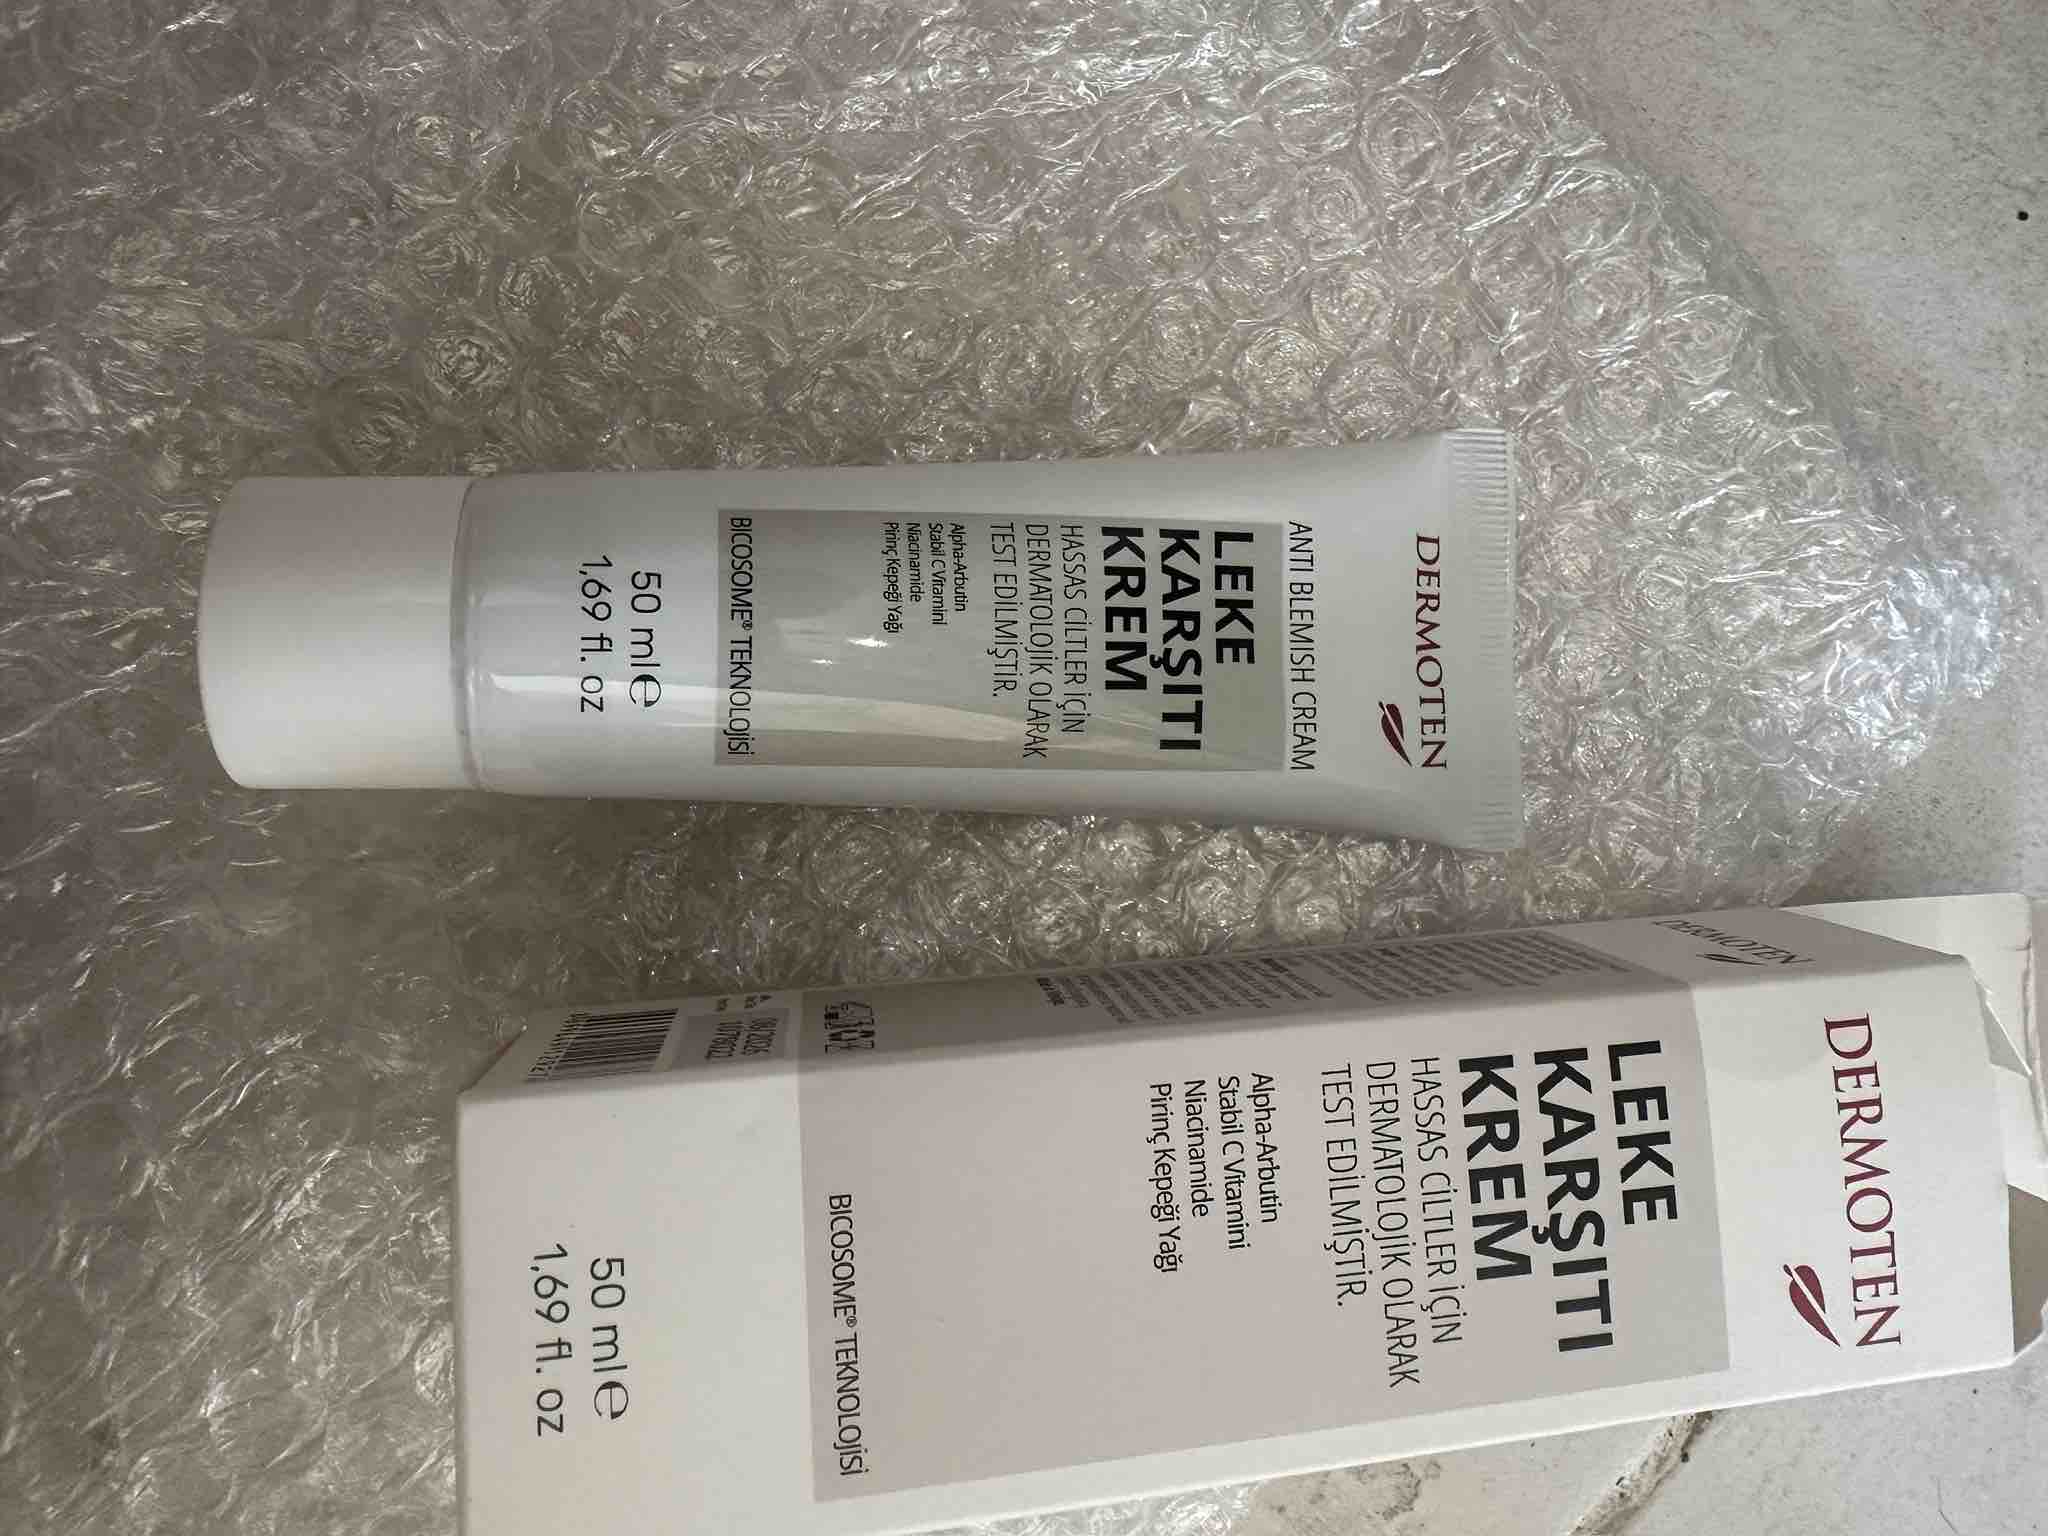 DERMOTEN
ANTI BLEMISH CREAM
LEKE
KARŞITI
KREM
HASSAS CİLTLER İÇİN
DERMATOLOJİK OLARAK
TEST EDİLMİŞTİR.
Alpha-Arbutin
Stabil C Vitamini
Niacinamide
Pirinç Kepeği Yağı
BICOSOME® TEKNOLOJİSİ
50 ml e
1,69 fl. oz
DERMOTEN
DERMOTEN
LEKE
KARŞITI
KREM
HASSAS CİLTLER İÇİN
DERMATOLOJİK OLARAK
TEST EDİLMİŞTİR.
Alpha-Arbutin
Stabil C Vitamini
Niacinamide
Pirinç Kepeği Yağı
BICOSOME® TEKNOLOJİSİ
50 ml e
1,69 fl. oz
08/2026